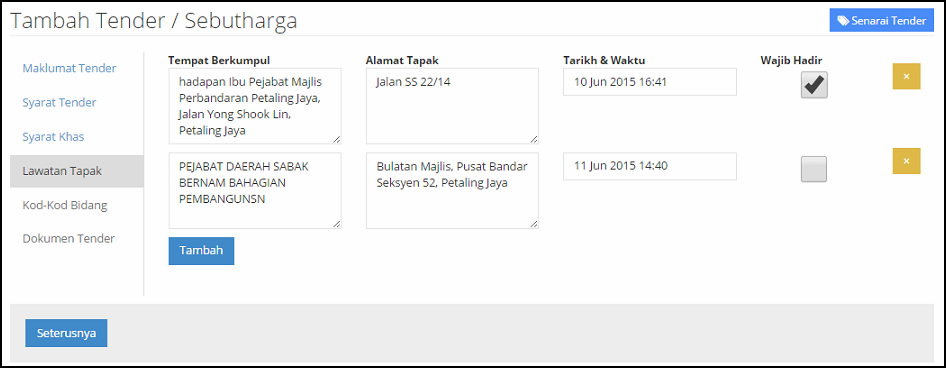 Tambah Tender / Sebutharga
Senarai Tender
Maklumat Tender
Syarat Tender
Syarat Khas
Lawatan Tapak
Kod-Kod Bidang
Dokumen Tender
Tempat Berkumpul Alamat Tapak Tarikh & Waktu Wajib Hadir
hadapan Ibu Pejabat Majlis
Perbandaran Petaling Jaya,
Jalan Yong Shook Lin,
Petaling Jaya
Jalan SS 22/14
10 Jun 2015 16:41
×
PEJABAT DAERAH SABAK
BERNAM BAHAGIAN
PEMBANGUNSN
Bulatan Majlis, Pusat Bandar
Seksyen 52, Petaling Jaya
11 Jun 2015 14:40
×
Tambah
Seterusnya